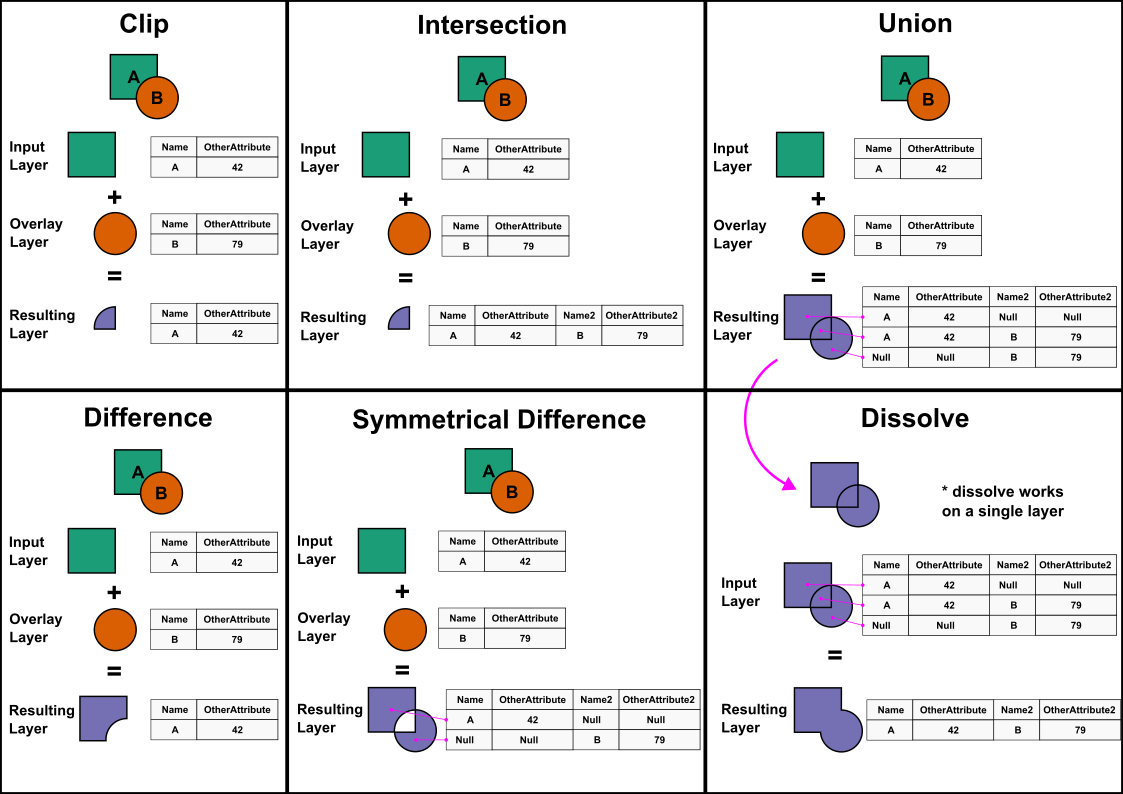 Clip
A
B
Input
Layer
Name OtherAttribute
A 42
+
Overlay
Layer
Name OtherAttribute
B 79
=
Resulting
Layer
Name OtherAttribute
A 42
Intersection
A
B
Input
Layer
Name OtherAttribute
A 42
+
Overlay
Layer
Name OtherAttribute
B 79
=
Resulting
Layer
Name OtherAttribute Name2 OtherAttribute2
A 42 B 79
Union
A
B
Input
Layer
Name OtherAttribute
A 42
+
Overlay
Layer
Name OtherAttribute
B 79
=
Resulting
Layer
Name OtherAttribute Name2 OtherAttribute2
A 42 Null Null
A 42 B 79
Null Null B 79
Difference
A
B
Input
Layer
Name OtherAttribute
A 42
+
Overlay
Layer
Name OtherAttribute
B 79
=
Resulting
Layer
Name OtherAttribute
A 42
Symmetrical Difference
A
B
Input
Layer
Name OtherAttribute
A 42
+
Overlay
Layer
Name OtherAttribute
B 79
=
Resulting
Layer
Name OtherAttribute Name2 OtherAttribute2
A 42 Null Null
Null Null B 79
Dissolve
* dissolve works
on a single layer
Input
Layer
Name OtherAttribute Name2 OtherAttribute2
A 42 Null Null
A 42 B 79
Null Null B 79
=
Resulting
Layer
Name OtherAttribute Name2 OtherAttribute2
A 42 B 79